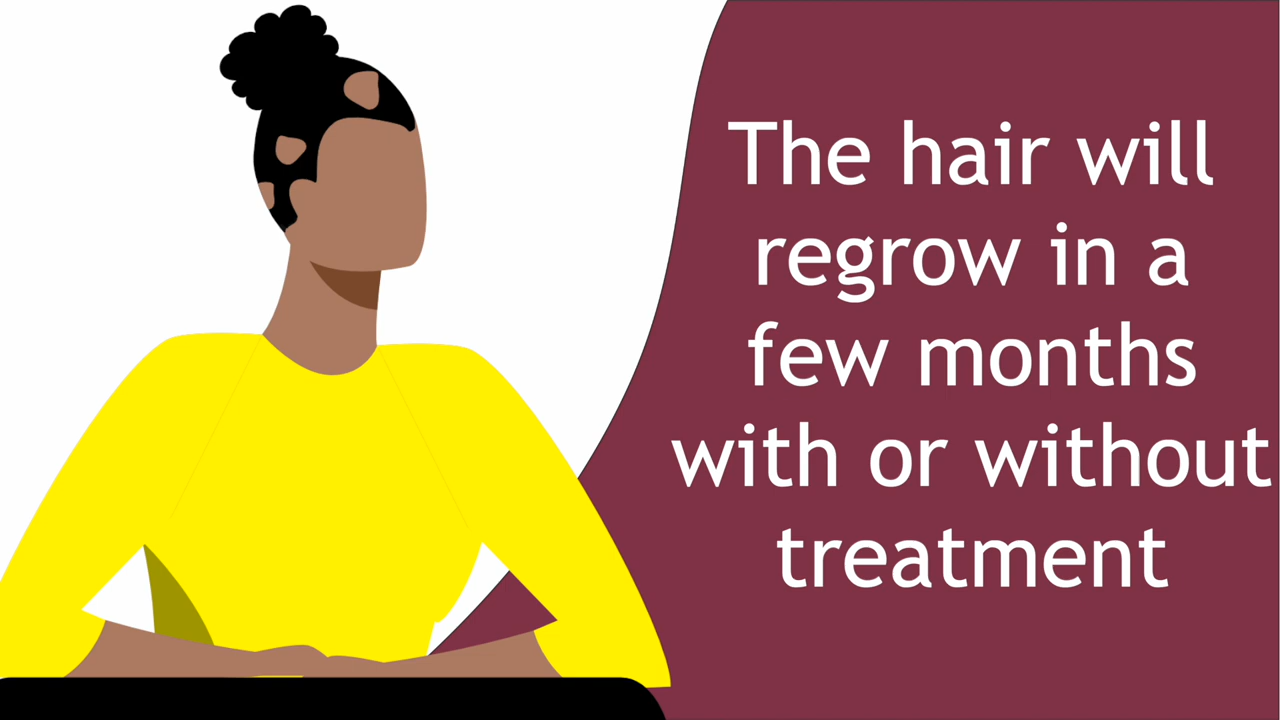 The hair will
regrow in a
few months
with or without
treatment